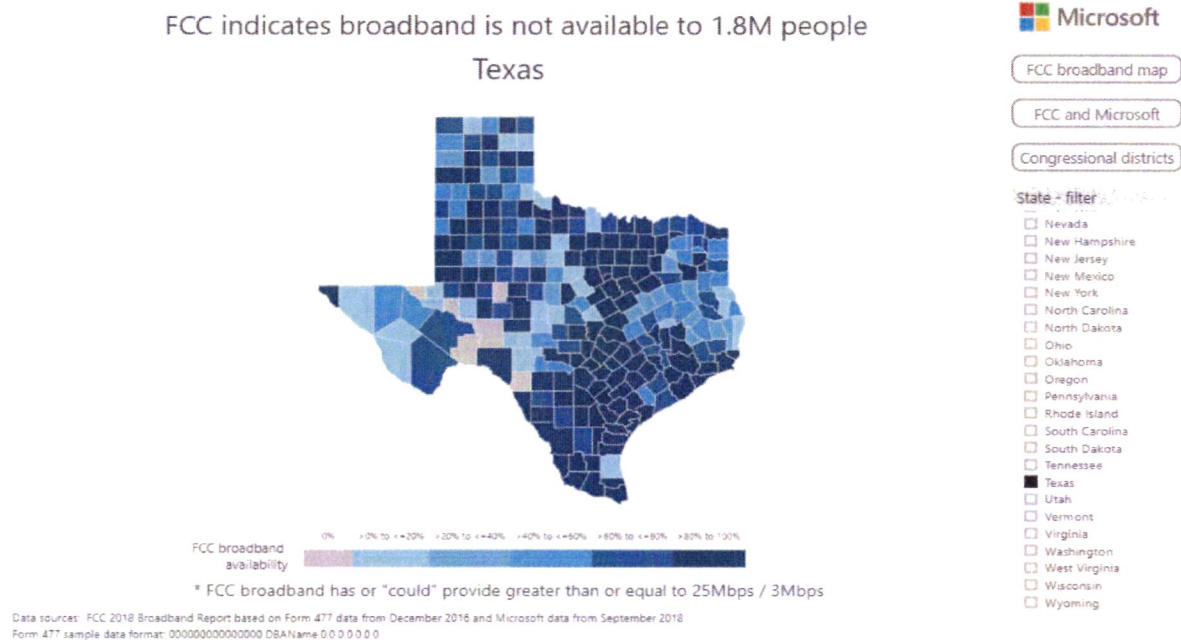 FCC indicates broadband is not available to 1.8M people
Texas
Microsoft
FCC broadband map
FCC and Microsoft
Congressional districts
State - filter
Nevada
New Hampshire
New Jersey
New Mexico
New York
North Carolina
North Dakota
Ohio
Oklahoma
Oregon
Pennsylvania
Rhode Island
South Carolina
South Dakota
Tennessee
Texas
Utah
Vermont
Virginia
Washington
West Virginia
Wisconsin
Wyoming
0% >0% to <=20% >20% to <=40% >40% to <=60% >60% to <=80% >80% to 100%
FCC broadband
availability
* FCC broadband has or "could" provide greater than or equal to 25Mbps / 3Mbps
Data sources: FCC 2018 Broadband Report based on Form 477 data from December 2016 and Microsoft data from September 2018
Form 477 sample data format: 000000000000000 DBAName 0 0 0 0 0 0 0